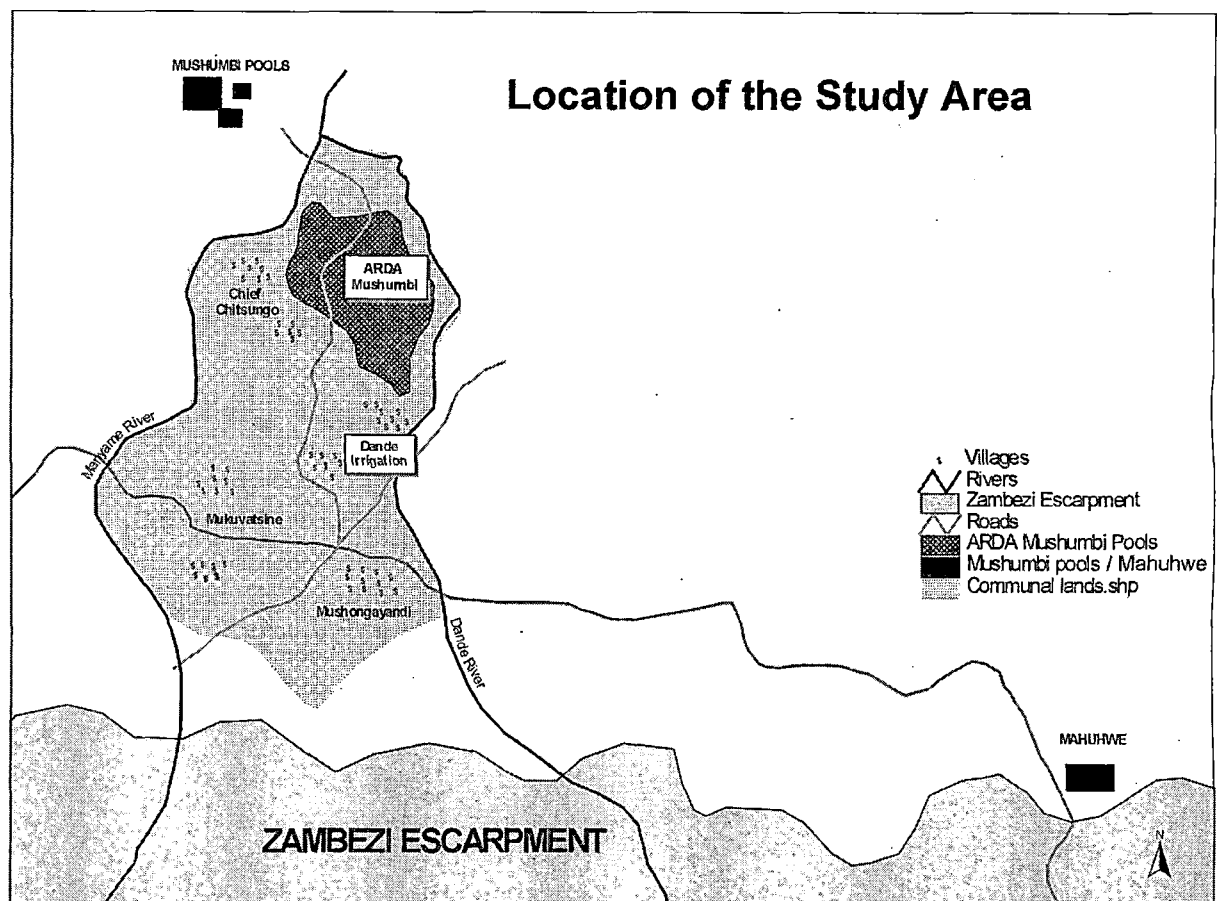 MUSHUMBI POOLS
Location of the Study Area
ARDA
Mushumbi
Chief
Chitsungo
Manyame River
Dande
Irrigation
Mukuvatsine
Mushongayandi
Dande River
Villages
Rivers
Zambezi Escarpment
Roads
ARDA Mushumbi Pools
Mushumbi pools / Mahuhwe
Communal lands.shp
MAHUHWE
ZAMBEZI ESCARPMENT
N